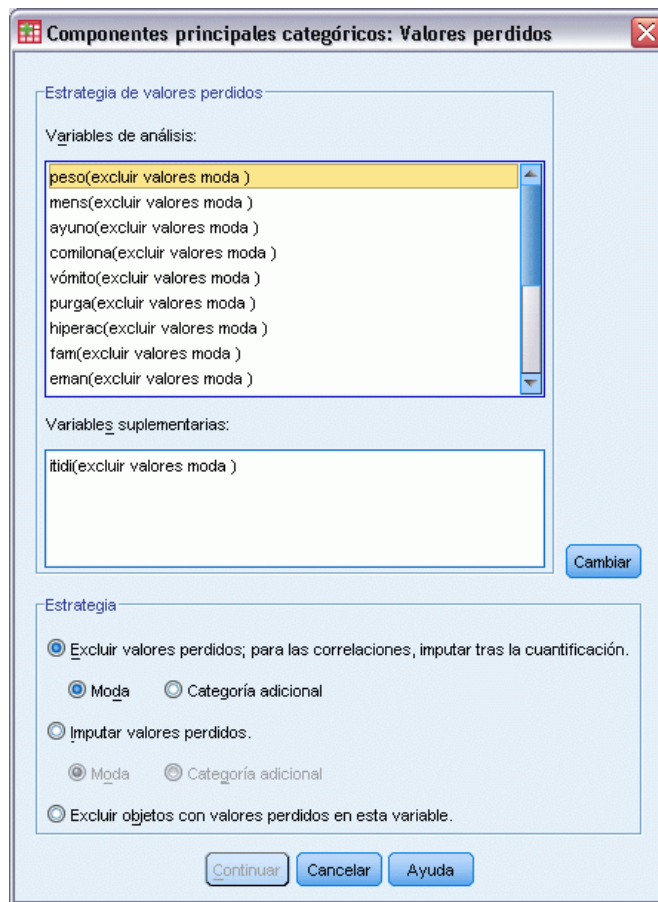 Componentes principales categóricos: Valores perdidos
Estrategia de valores perdidos
Variables de análisis:
peso(excluir valores moda )
mens(excluir valores moda )
ayuno(excluir valores moda )
comilona(excluir valores moda )
vómito(excluir valores moda )
purga(excluir valores moda )
hiperac(excluir valores moda )
fam(excluir valores moda )
eman(excluir valores moda )
Variables suplementarias:
itidi(excluir valores moda )
Cambiar
Estrategia
Excluir valores perdidos; para las correlaciones, imputar tras la cuantificación.
Moda Categoría adicional
Imputar valores perdidos.
Moda Categoría adicional
Excluir objetos con valores perdidos en esta variable.
Continuar Cancelar Ayuda